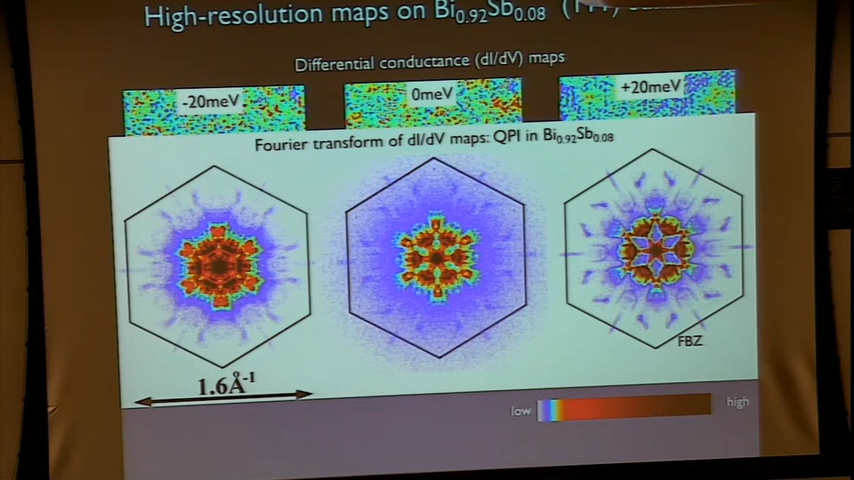 High-resolution maps on Bi0.92Sb0.08
Differential conductance (dI/dV) maps
-20meV
0meV
+20meV
Fourier transform of dI/dV maps: QPI in Bi0.92Sb0.08
FBZ
1.6Å-1
low
high